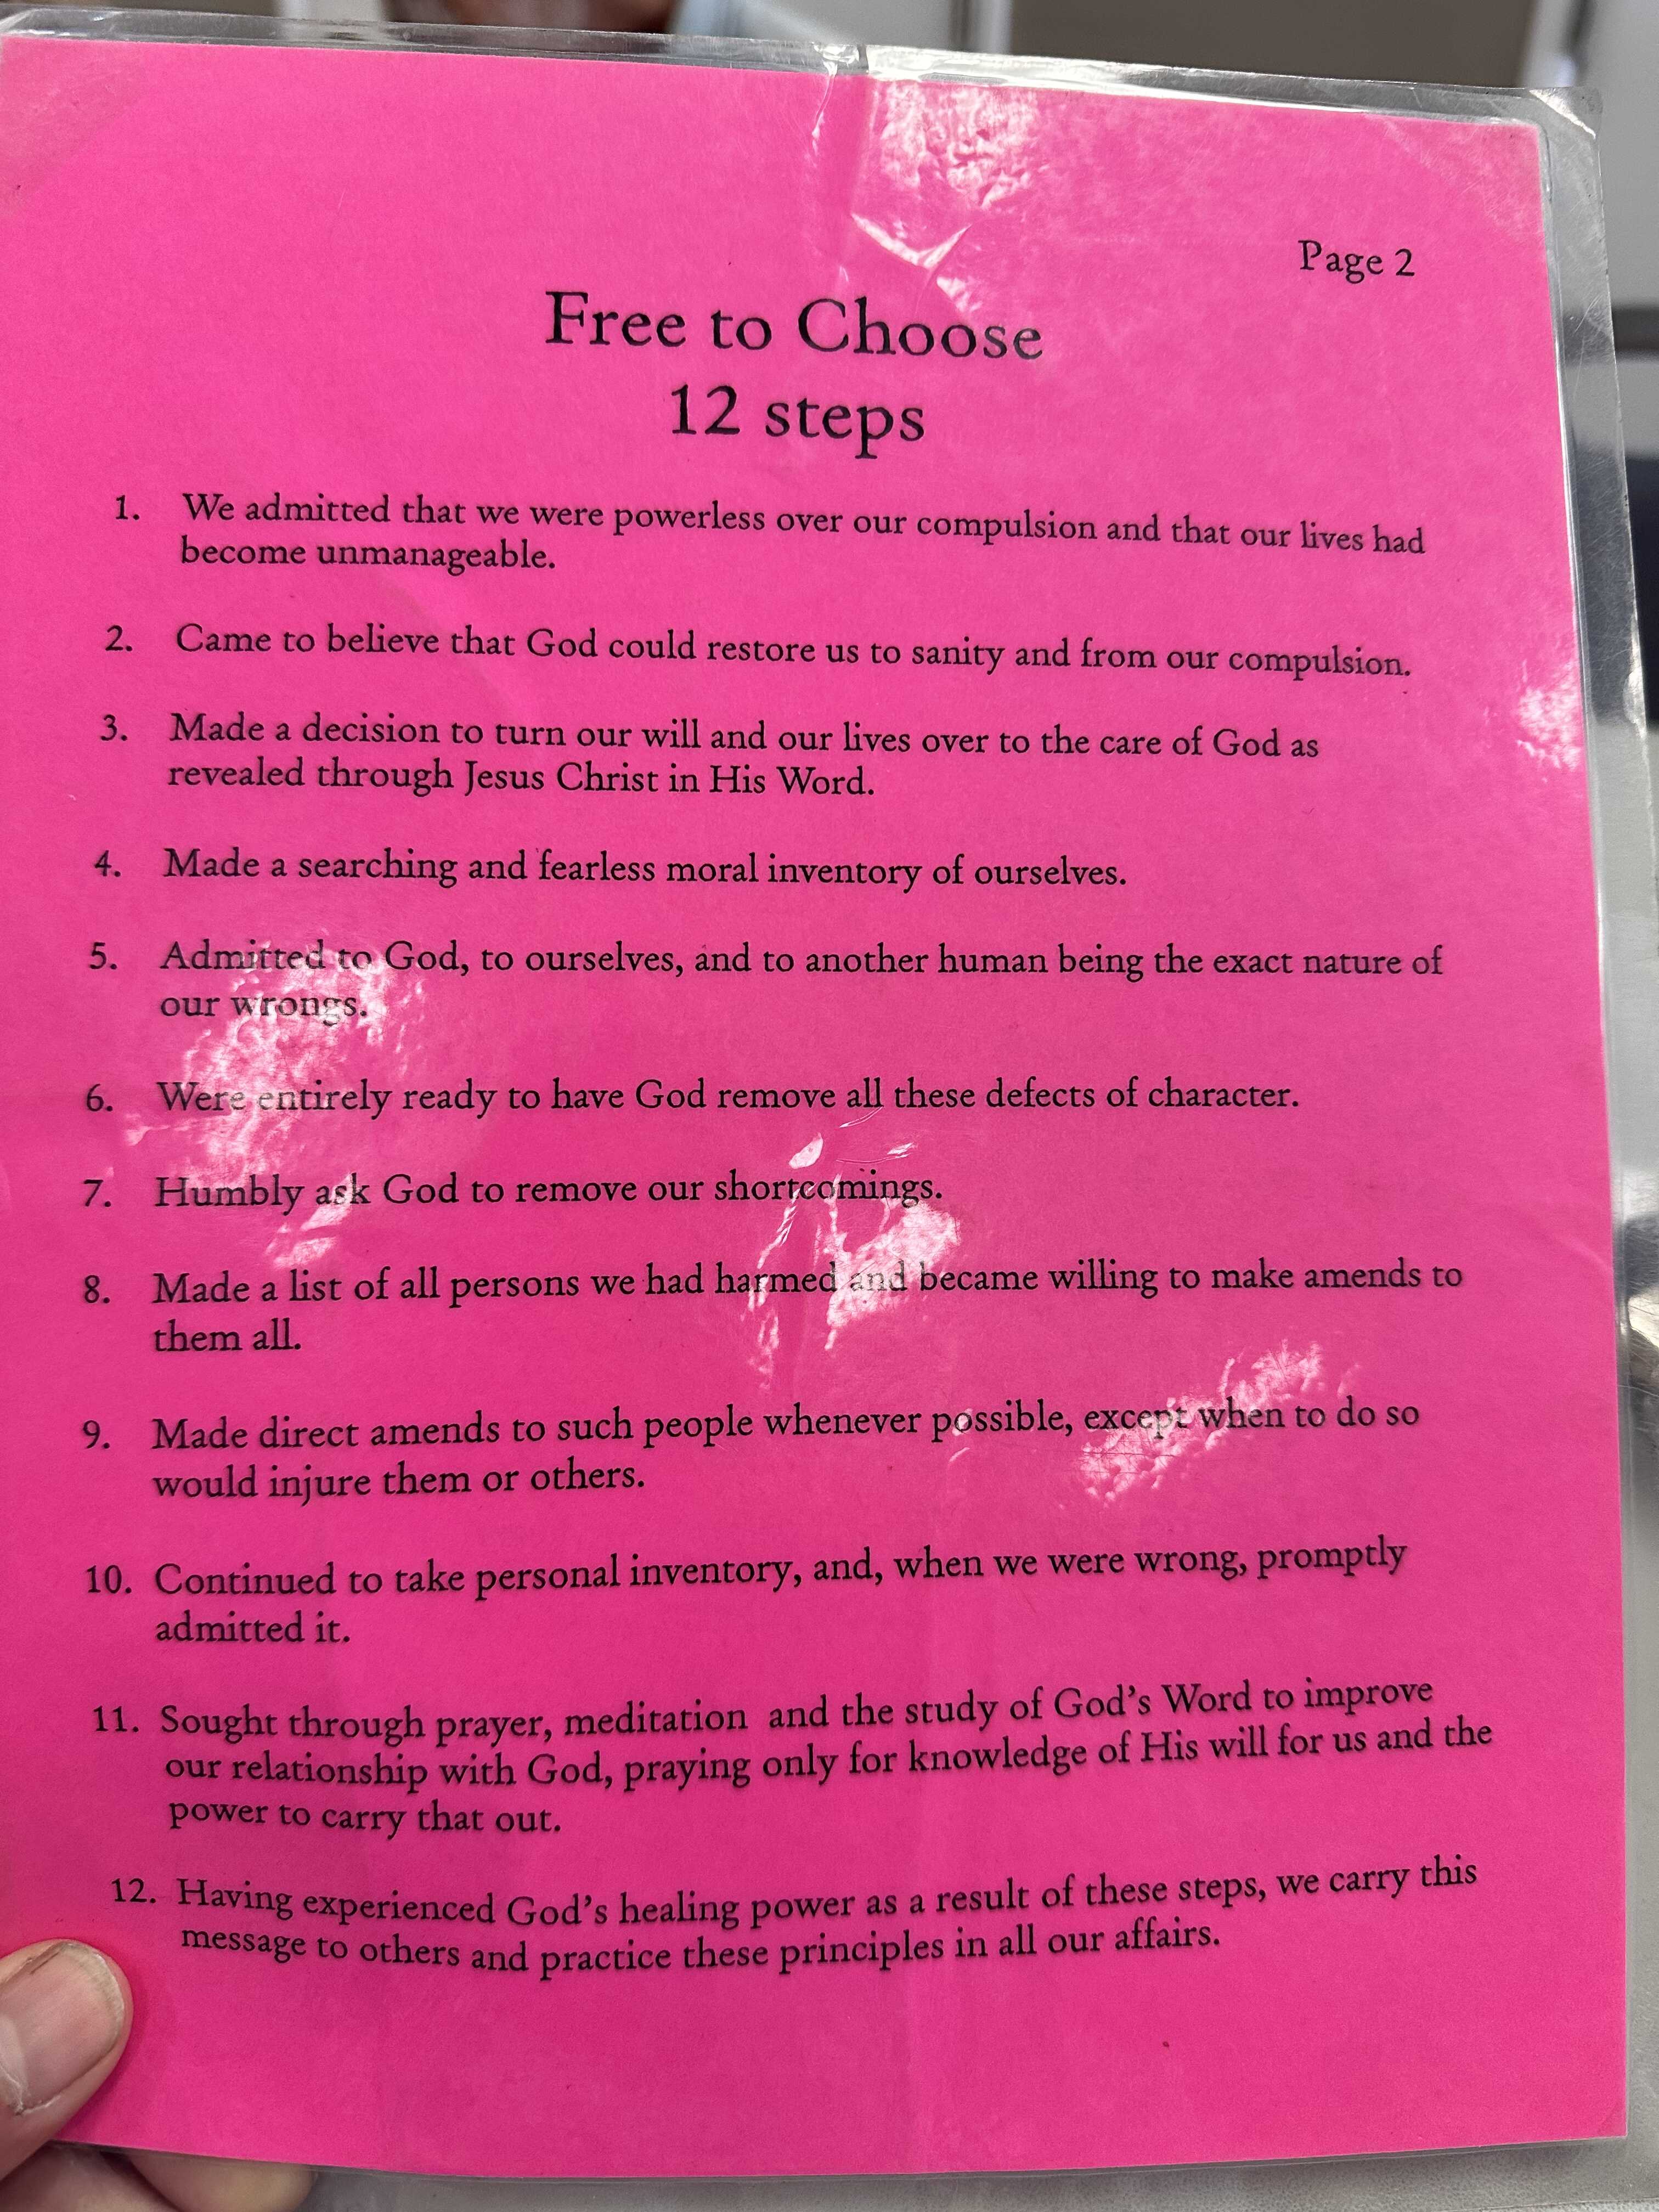 Page 2
Free to Choose
12 steps
1. We admitted that we were powerless over our compulsion and that our lives had
become unmanageable.
2. Came to believe that God could restore us to sanity and from our compulsion.
3. Made a decision to turn our will and our lives over to the care of God as
revealed through Jesus Christ in His Word.
4. Made a searching and fearless moral inventory of ourselves.
5. Admitted to God, to ourselves, and to another human being the exact nature of
our wrongs.
6. Were entirely ready to have God remove all these defects of character.
7. Humbly ask God to remove our shortcomings.
8. Made a list of all persons we had harmed and became willing to make amends to
them all.
9. Made direct amends to such people whenever possible, except when to do so
would injure them or others.
10. Continued to take personal inventory, and, when we were wrong, promptly
admitted it.
11. Sought through prayer, meditation and the study of God's Word to improve
our relationship with God, praying only for knowledge of His will for us and the
power to carry that out.
12. Having experienced God's healing power as a result of these steps, we carry this
message to others and practice these principles in all our affairs.